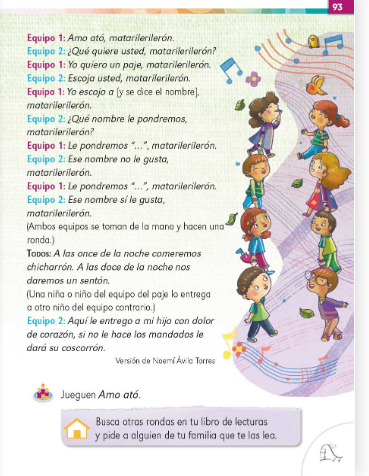 93
Equipo 1: Amo ató, matarilerilerón.
Equipo 2: ¿Qué quiere usted, matarilerilerón?
Equipo 1: Yo quiero un paje, matarilerilerón.
Equipo 2: Escoja usted, matarilerilerón.
Equipo 1: Yo escojo a (y se dice el nombre),
matarilerilerón.
Equipo 2: ¿Qué nombre le pondremos,
matarilerilerón?
Equipo 1: Le pondremos “...”, matarilerilerón.
Equipo 2: Ese nombre no le gusta,
matarilerilerón.
Equipo 1: Le pondremos “...”, matarilerilerón.
Equipo 2: Ese nombre sí le gusta,
matarilerilerón.
(Ambos equipos se toman de la mano y hacen una
ronda.)
Todos: A las once de la noche comeremos
chicharrón. A las doce de la noche nos
daremos un sentón.
(Una niña o niño del equipo del paje lo entrega
a otro niño del equipo contrario.)
Equipo 2: Aquí le entrego a mi hijo con dolor
de corazón, si no le hace los mandados le
dará su coscorrón.
Versión de Noemí Ávila Torres
Jueguen Amo ató.
Busca otras rondas en tu libro de lecturas
y pide a alguien de tu familia que te las lea.